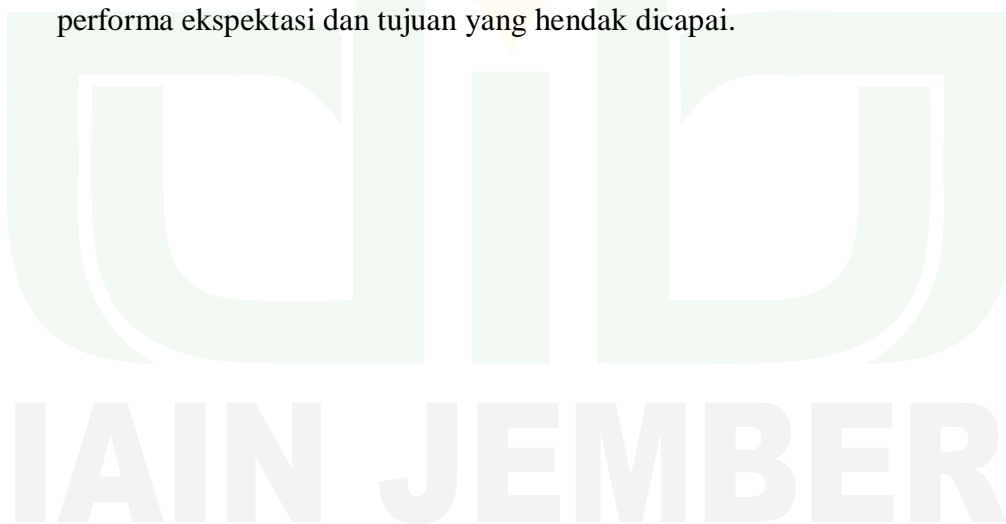 performa ekspektasi dan tujuan yang hendak dicapai.
IAIN JEMBER